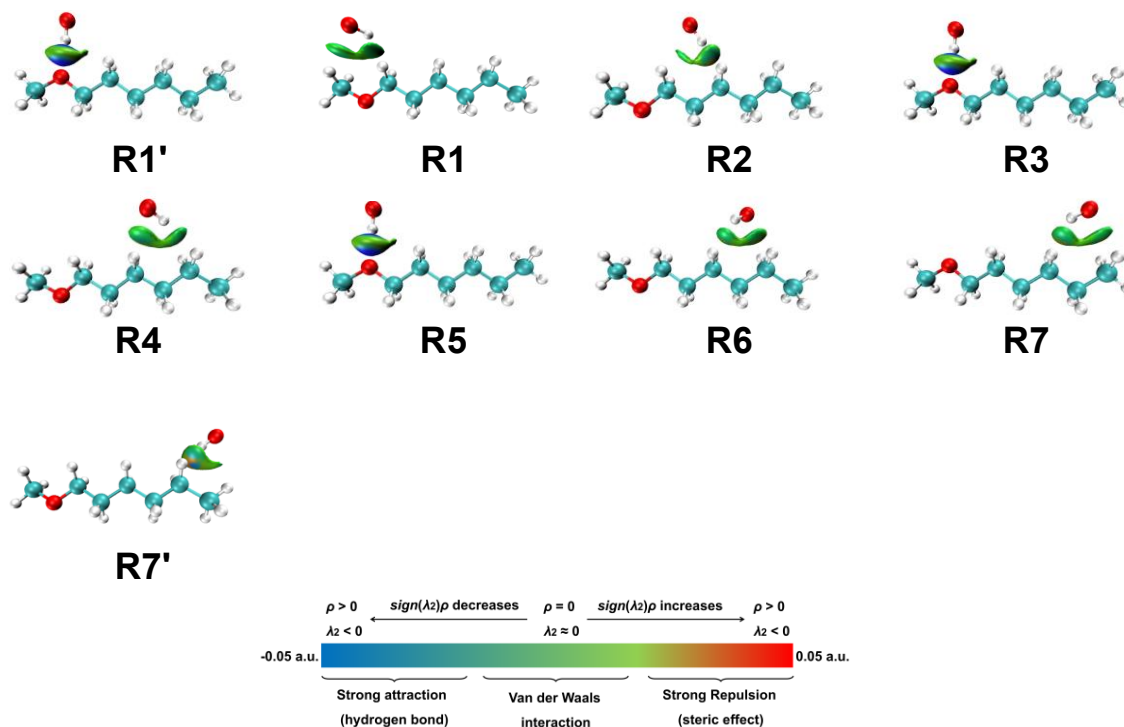 R1' R1 R2 R3
R4 R5 R6 R7
R7'
ρ > 0 sign(λ2)ρ decreases ρ = 0 sign(λ2)ρ increases ρ > 0
λ2 < 0 λ2 ≈ 0 λ2 < 0
-0.05 a.u. 0.05 a.u.
Strong attraction Van der Waals Strong Repulsion
(hydrogen bond) interaction (steric effect)